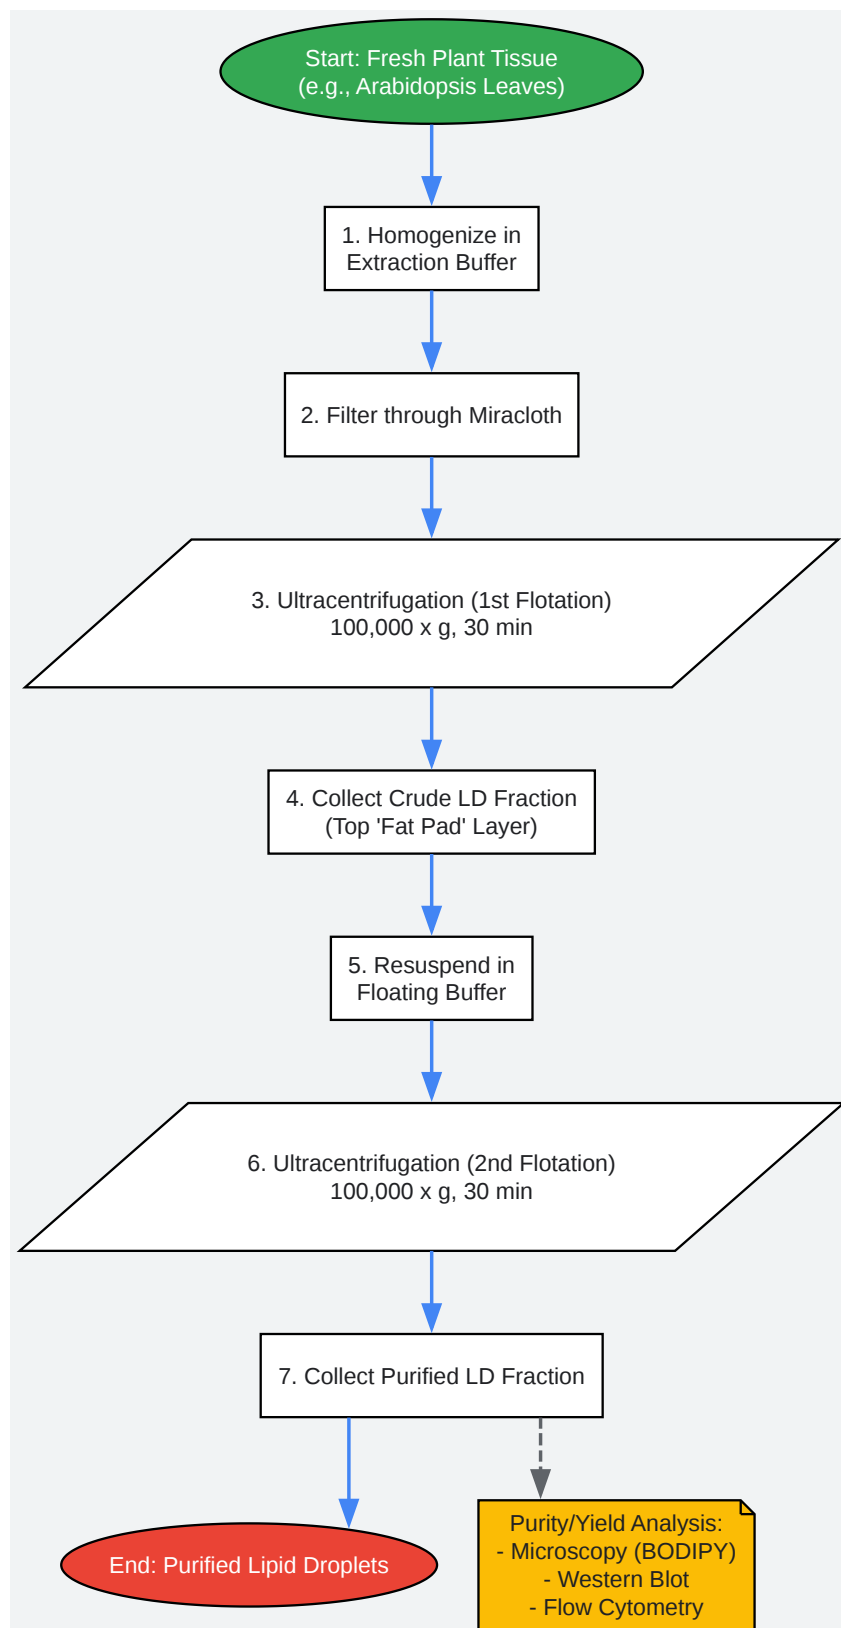 Start: Fresh Plant Tissue
(e.g., Arabidopsis Leaves)
1. Homogenize in
Extraction Buffer
2. Filter through Miracloth
3. Ultracentrifugation (1st Flotation)
100,000 x g, 30 min
4. Collect Crude LD Fraction
(Top 'Fat Pad' Layer)
5. Resuspend in
Floating Buffer
6. Ultracentrifugation (2nd Flotation)
100,000 x g, 30 min
7. Collect Purified LD Fraction
End: Purified Lipid Droplets
Purity/Yield Analysis:
- Microscopy (BODIPY)
- Western Blot
- Flow Cytometry